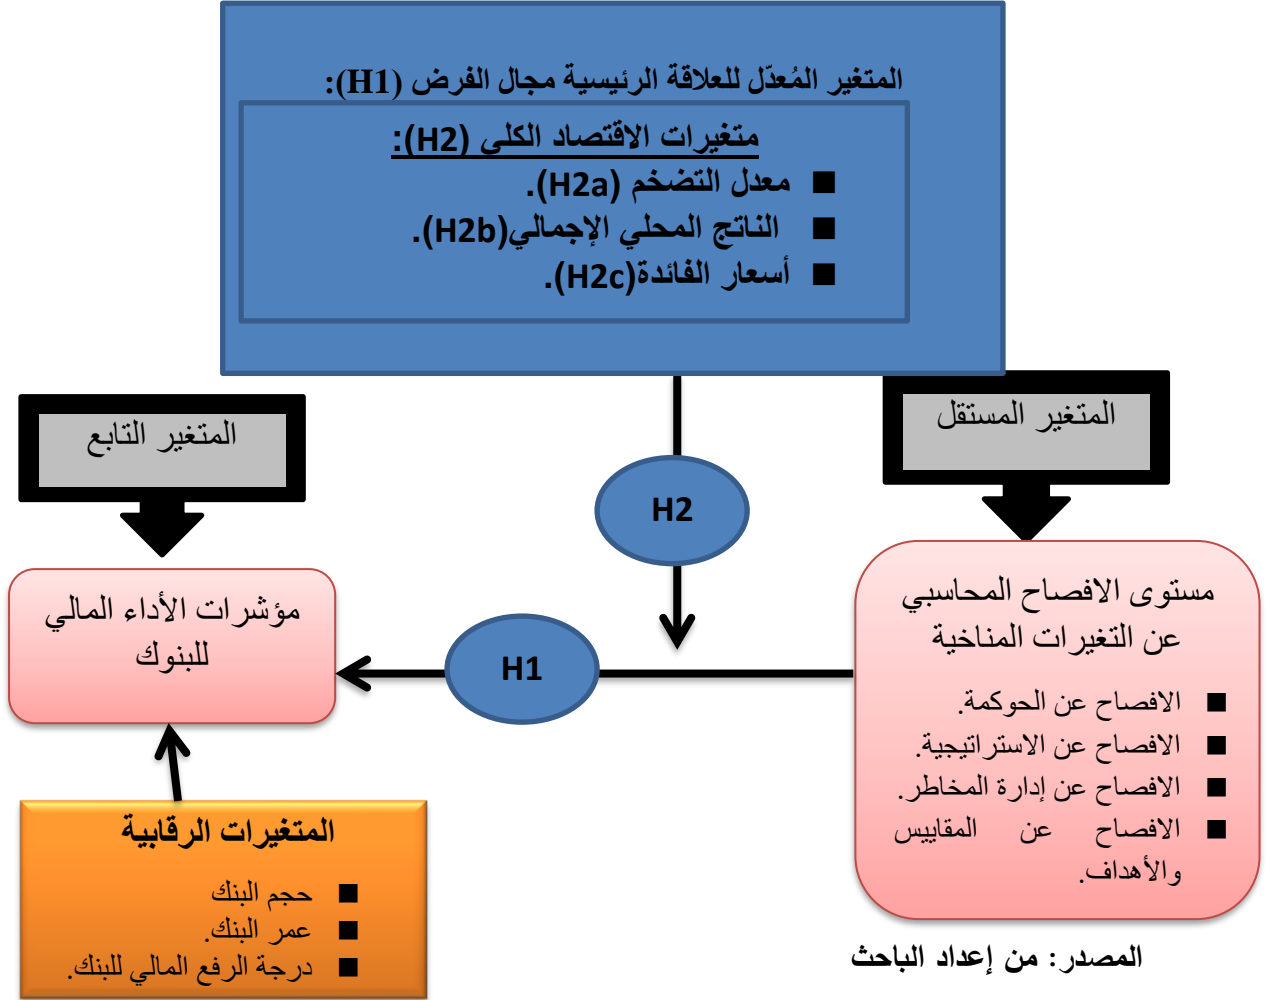 المتغير المُعدّل للعلاقة الرئيسية مجال الفرض (H1):
متغيرات الاقتصاد الكلي (H2):
معدل التضخم (H2a).
الناتج المحلي الإجمالي(H2b).
أسعار الفائدة(H2c).
المتغير المستقل
المتغير التابع
H2
مستوى الافصاح المحاسبي
عن التغيرات المناخية
الافصاح عن الحوكمة.
الافصاح عن الاستراتيجية.
الافصاح عن إدارة المخاطر.
الافصاح عن المقاييس
والأهداف.
H1
مؤشرات الأداء المالي
للبنوك
المتغيرات الرقابية
حجم البنك
عمر البنك.
درجة الرفع المالي للبنك.
المصدر: من إعداد الباحث